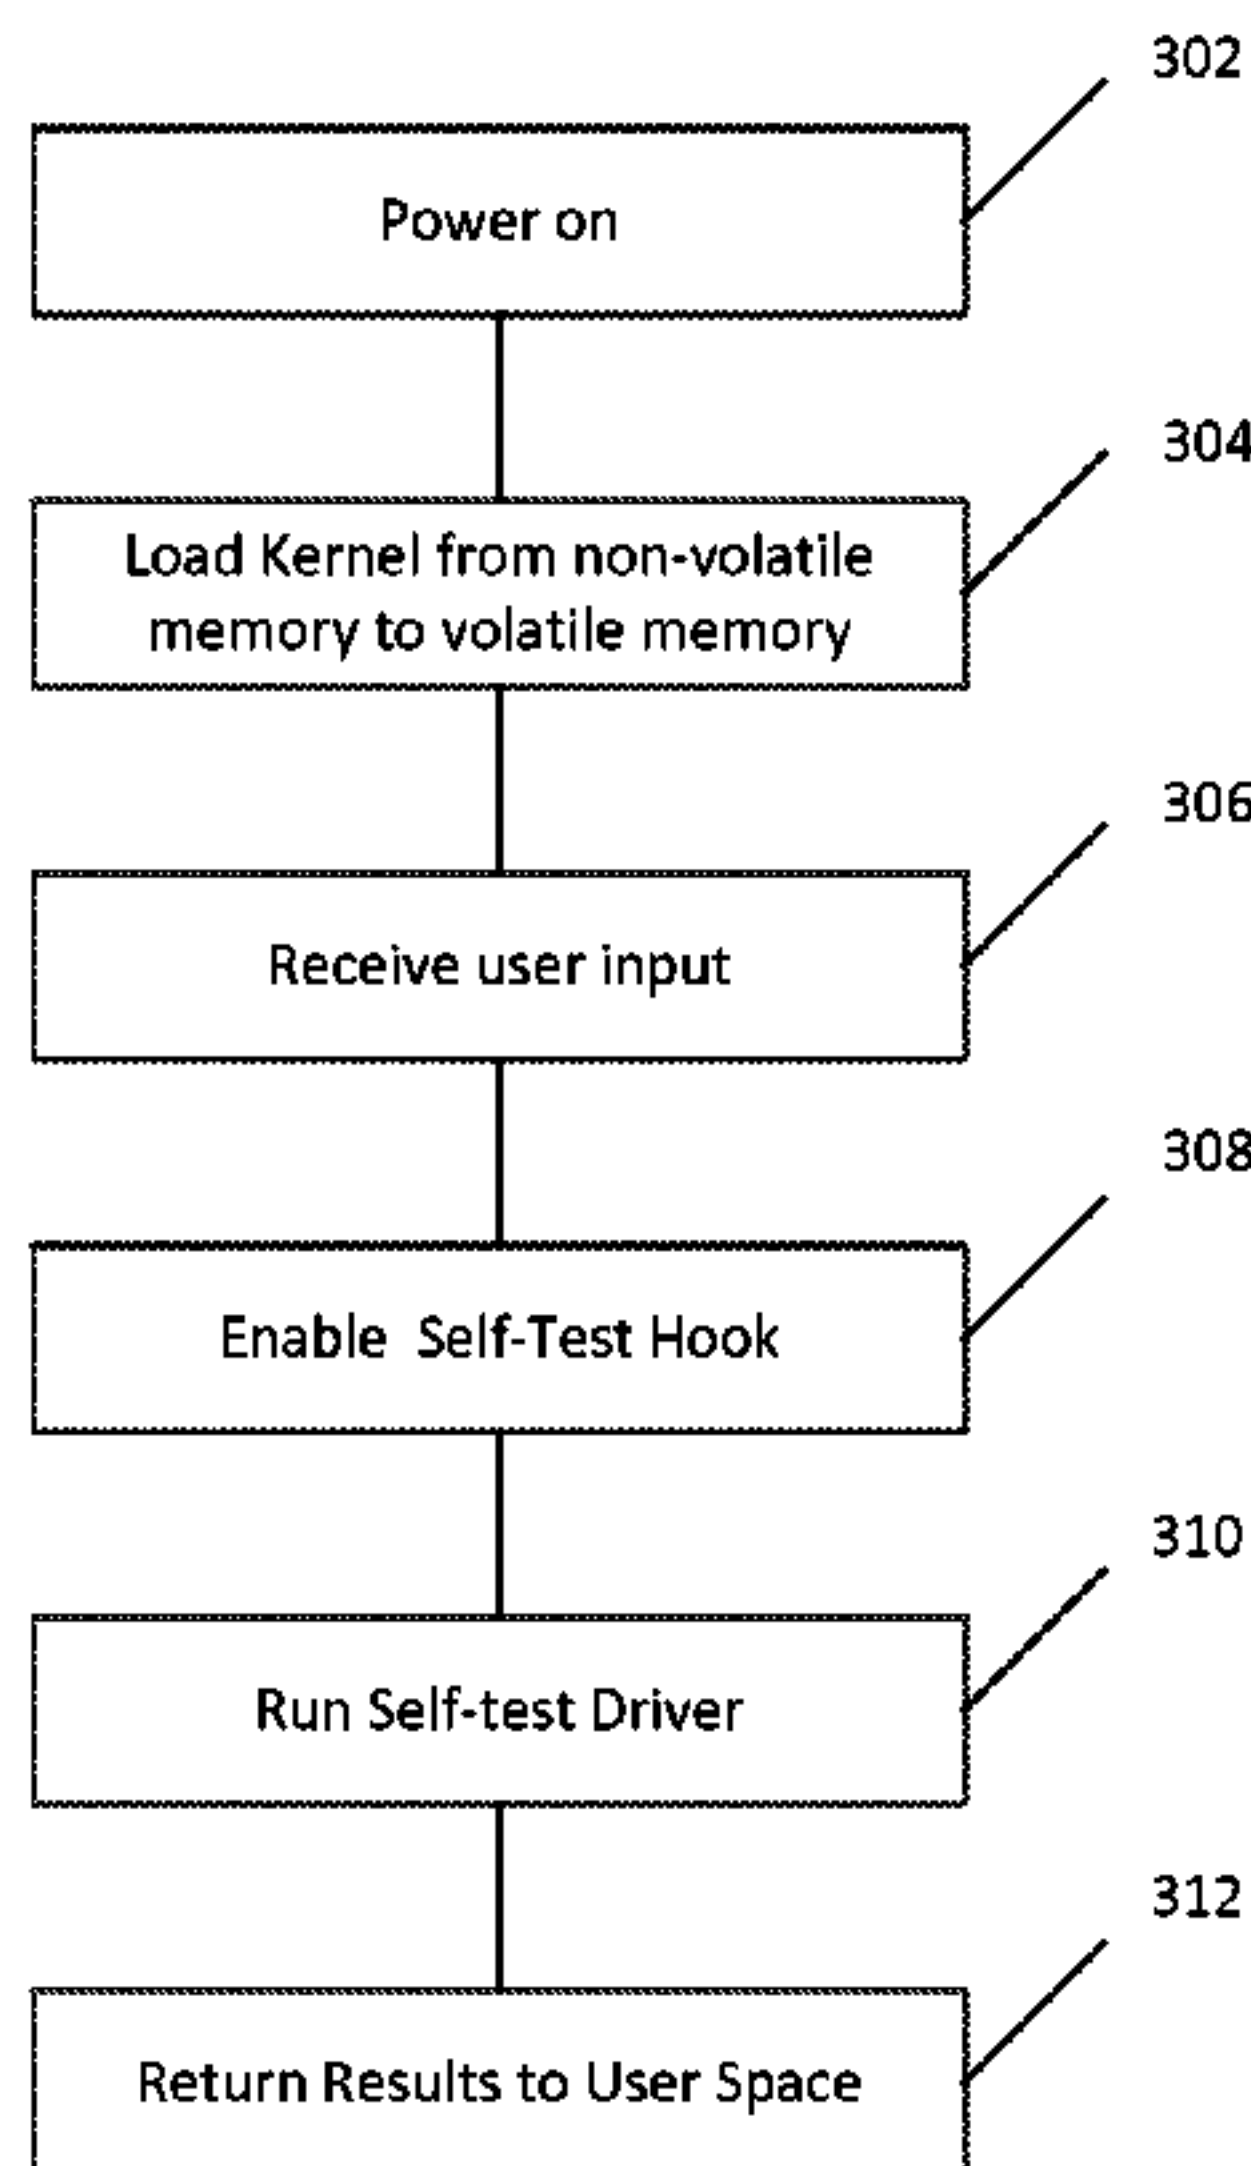 302
Power on
304
Load Kernel from non-volatile
memory to volatile memory
306
Receive user input
308
Enable Self-Test Hook
310
Run Self-test Driver
312
Return Results to User Space